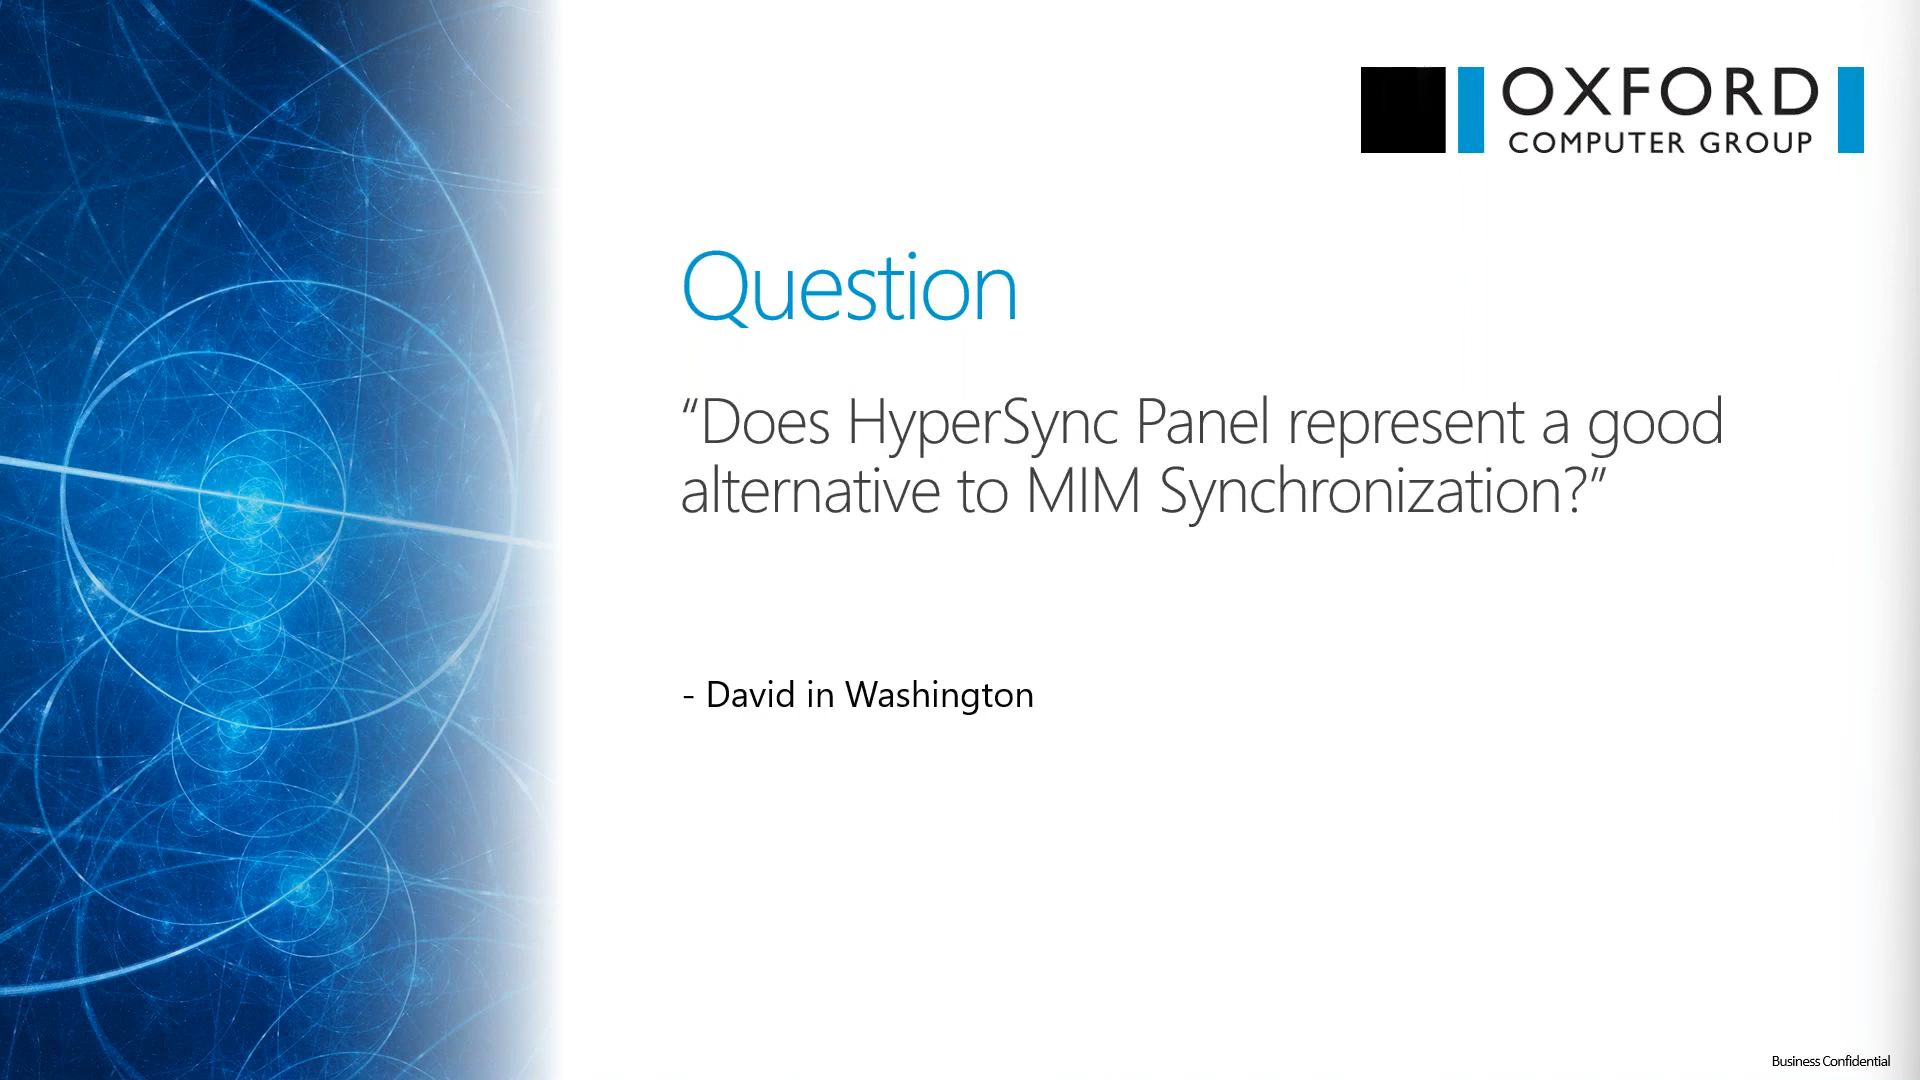 OXFORD
COMPUTER GROUP
Question
“Does HyperSync Panel represent a good
alternative to MIM Synchronization?”
- David in Washington
Business Confidential